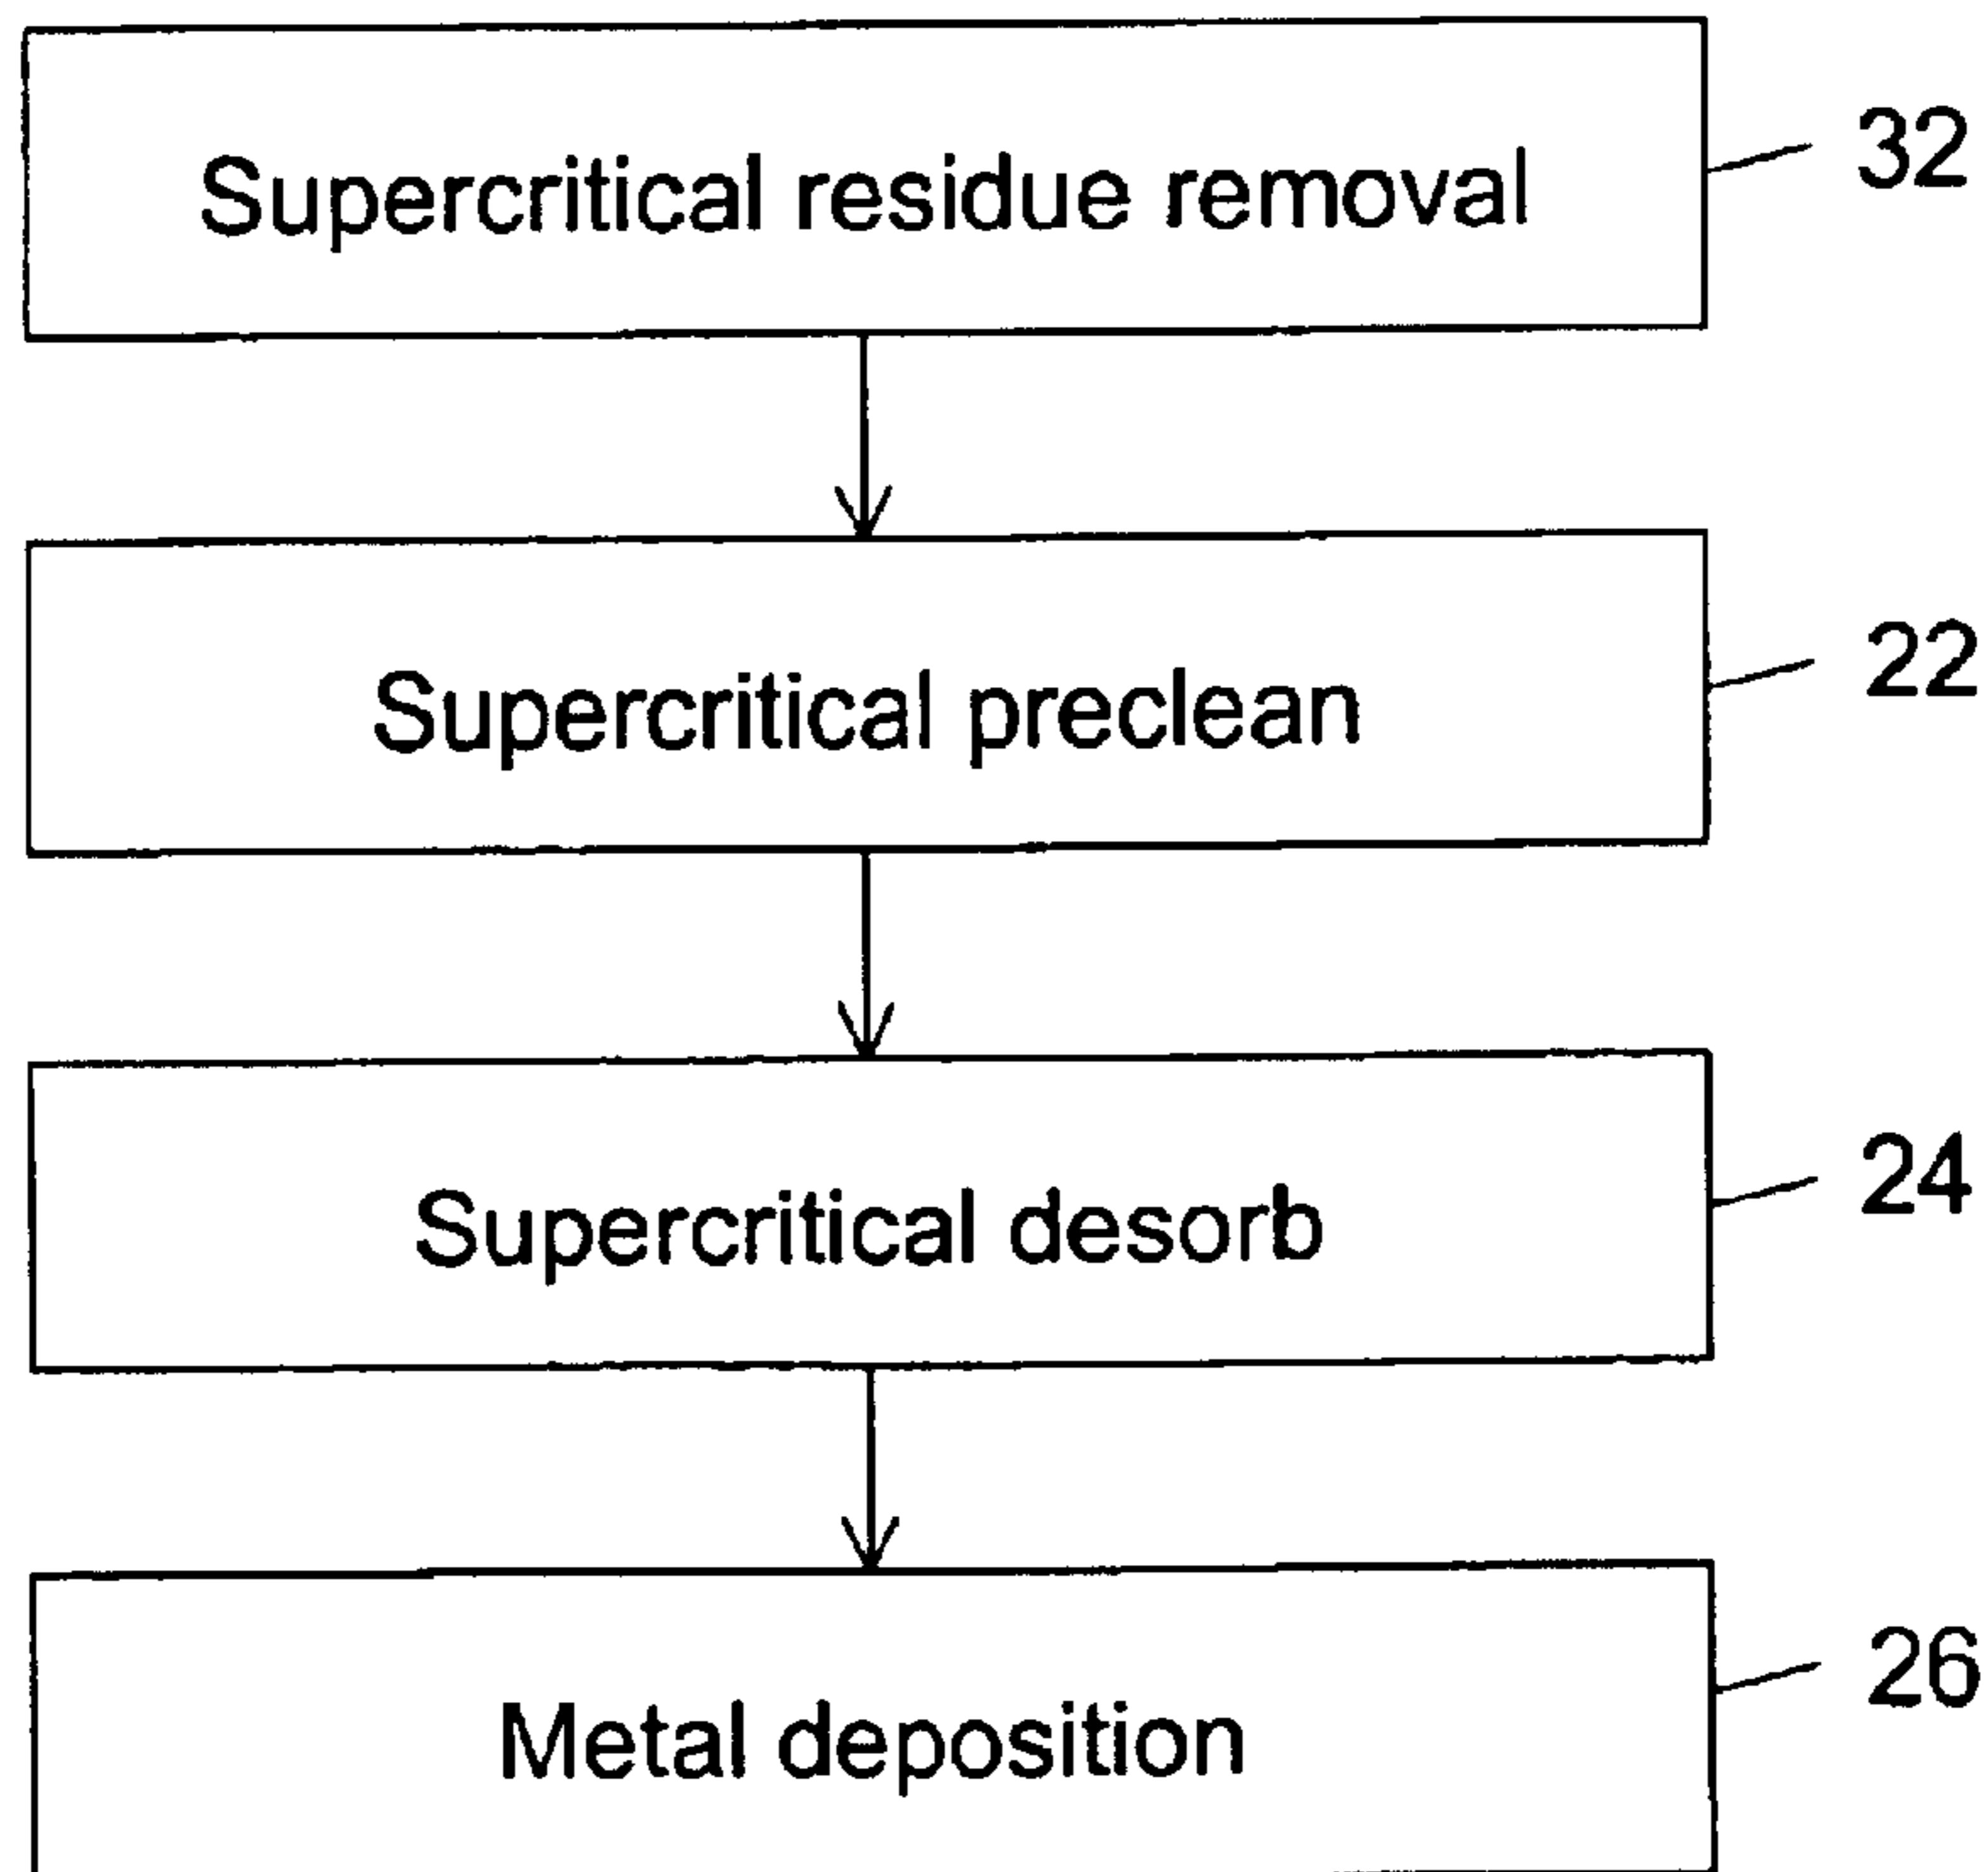 Supercritical residue removal 32
Supercritical preclean 22
Supercritical desorb 24
Metal deposition 26